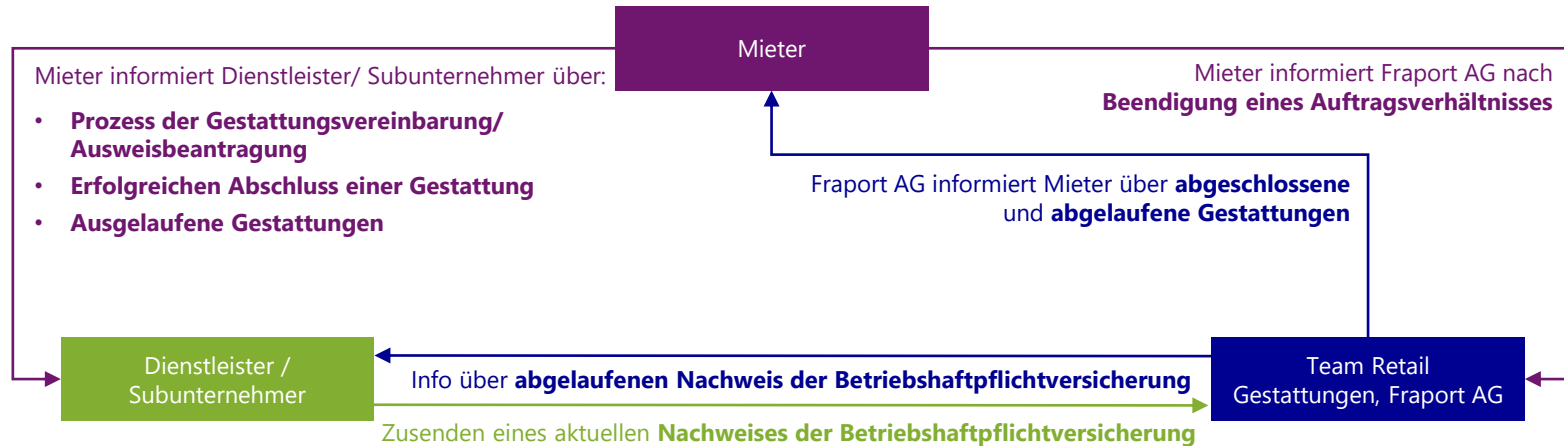 Mieter
Mieter informiert Dienstleister/ Subunternehmer über:
• Prozess der Gestattungsvereinbarung/
Ausweisbeantragung
• Erfolgreichen Abschluss einer Gestattung
• Ausgelaufene Gestattungen
Mieter informiert Fraport AG nach
Beendigung eines Auftragsverhältnisses
Fraport AG informiert Mieter über abgeschlossene
und abgelaufene Gestattungen
Dienstleister /
Subunternehmer
Info über abgelaufenen Nachweis der Betriebshaftpflichtversicherung
Team Retail
Gestattungen, Fraport AG
Zusenden eines aktuellen Nachweises der Betriebshaftpflichtversicherung